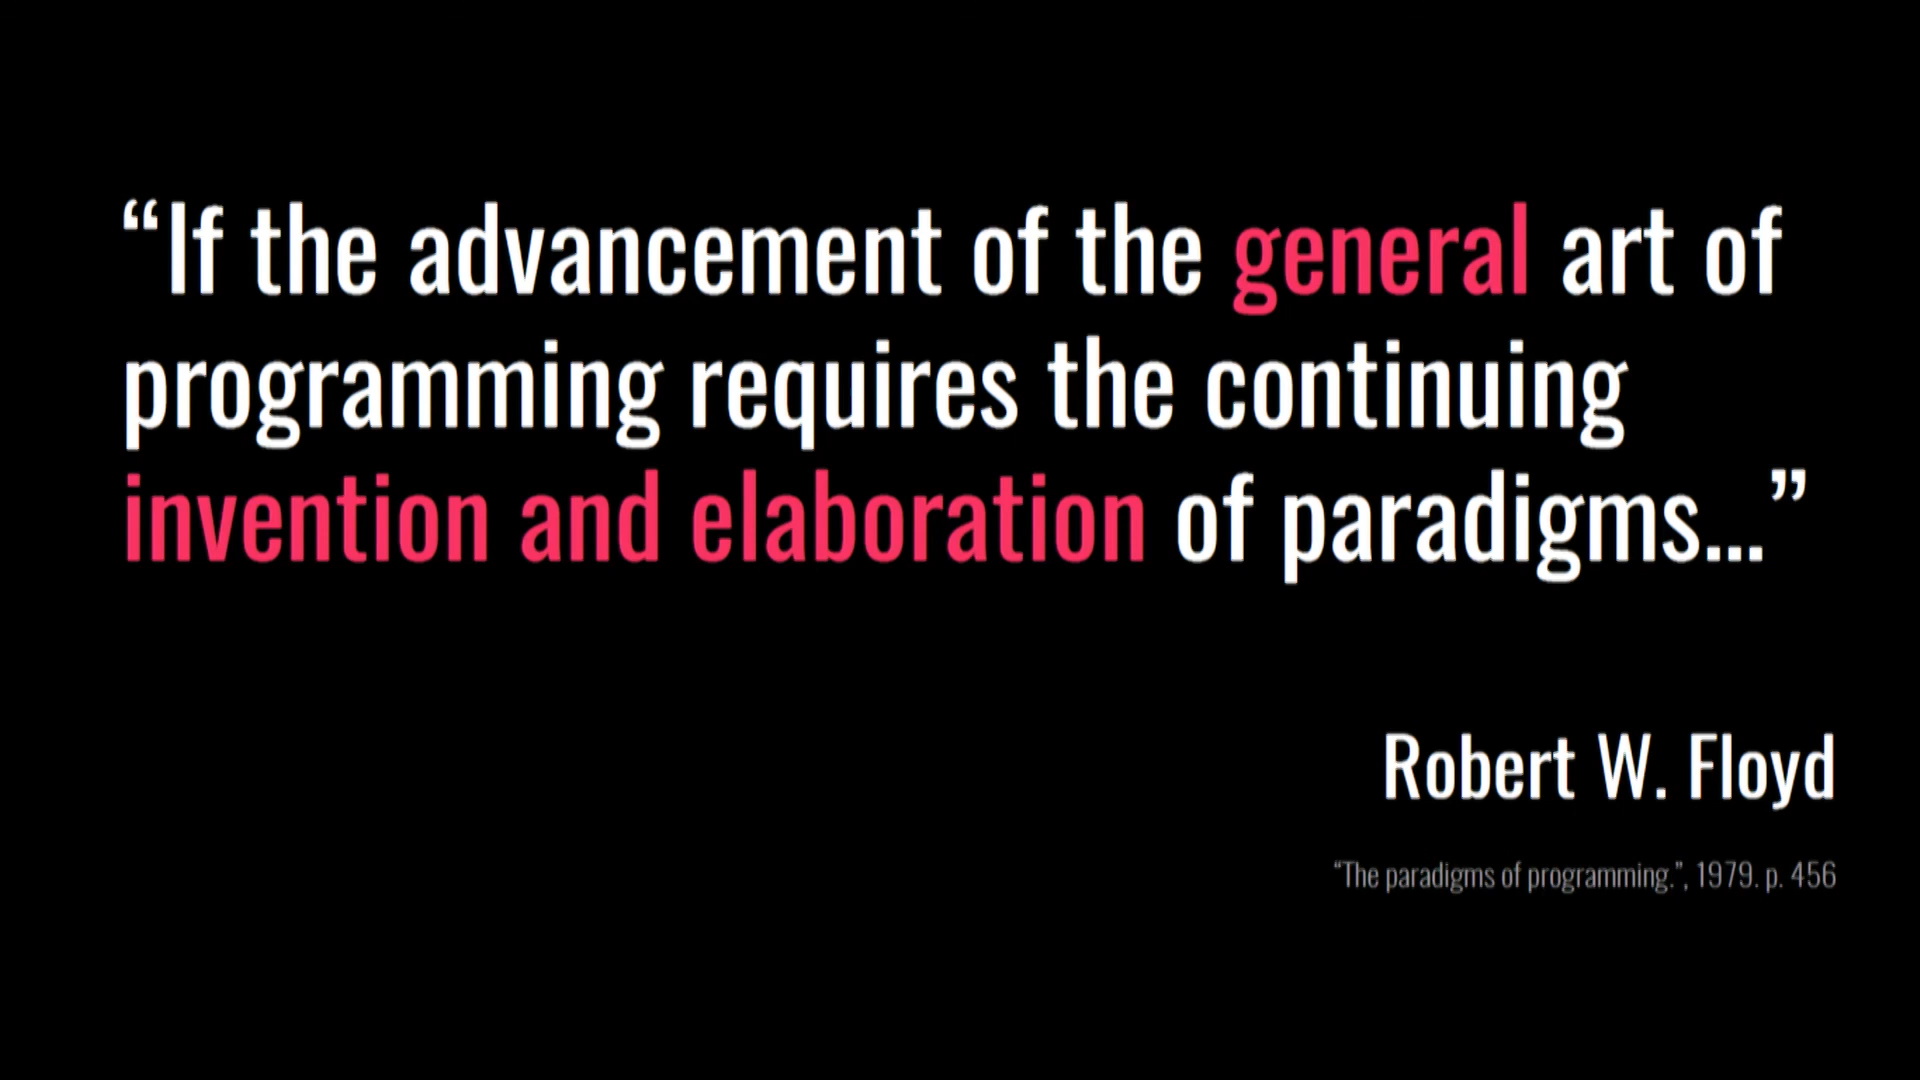 “If the advancement of the general art of
programming requires the continuing
invention and elaboration of paradigms...”
Robert W. Floyd
“The paradigms of programming.”, 1979. p. 456